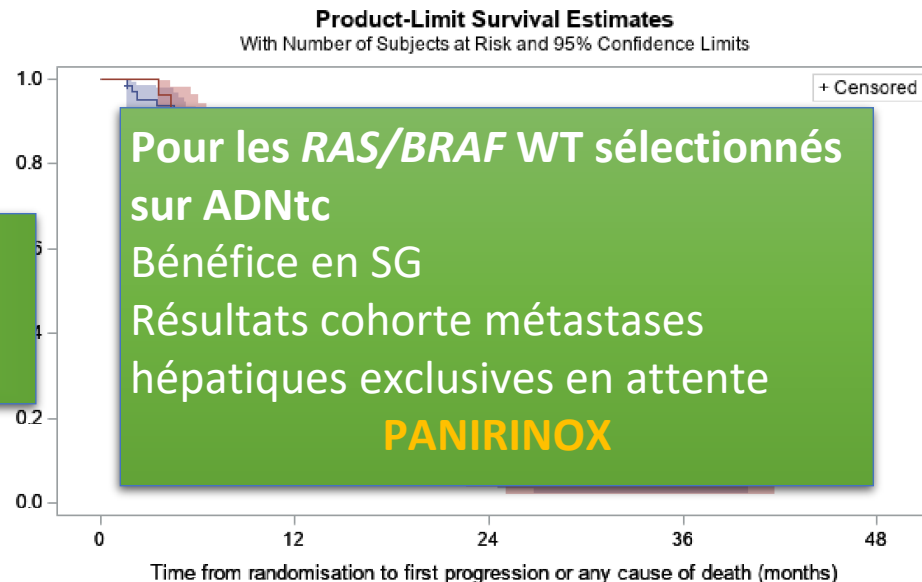 Product-Limit Survival Estimates
With Number of Subjects at Risk and 95% Confidence Limits
1.0
+ Censored
Pour les RAS/BRAF WT sélectionnés
sur ADNtc
0.8
Bénéfice en SG
Résultats cohorte métastases
hépatiques exclusives en attente
PANIRINOX
0.2
0.0
0 12 24 36 48
Time from randomisation to first progression or any cause of death (months)